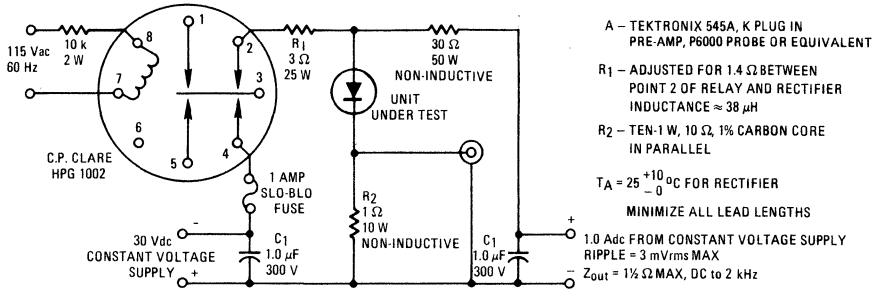 115 Vac
60 Hz
10 k
2 W
8
7
6
1
2
3
4
5
C.P. CLARE
HPG 1002
R1
3 Ω
25 W
30 Ω
50 W
NON-INDUCTIVE
UNIT
UNDER TEST
1 AMP
SLO-BLO
FUSE
30 Vdc
CONSTANT VOLTAGE
SUPPLY
-
+
C1
1.0 μF
300 V
R2
1 Ω
10 W
NON-INDUCTIVE
C1
1.0 μF
300 V
+
-
A – TEKTRONIX 545A, K PLUG IN
PRE-AMP, P6000 PROBE OR EQUIVALENT
R1 – ADJUSTED FOR 1.4 Ω BETWEEN
POINT 2 OF RELAY AND RECTIFIER
INDUCTANCE ≈ 38 μH
R2 – TEN-1 W, 10 Ω, 1% CARBON CORE
IN PARALLEL
TA = 25 +10 -0 °C FOR RECTIFIER
MINIMIZE ALL LEAD LENGTHS
1.0 Adc FROM CONSTANT VOLTAGE SUPPLY
RIPPLE = 3 mVrms MAX
Zout = 1½ Ω MAX, DC to 2 kHz